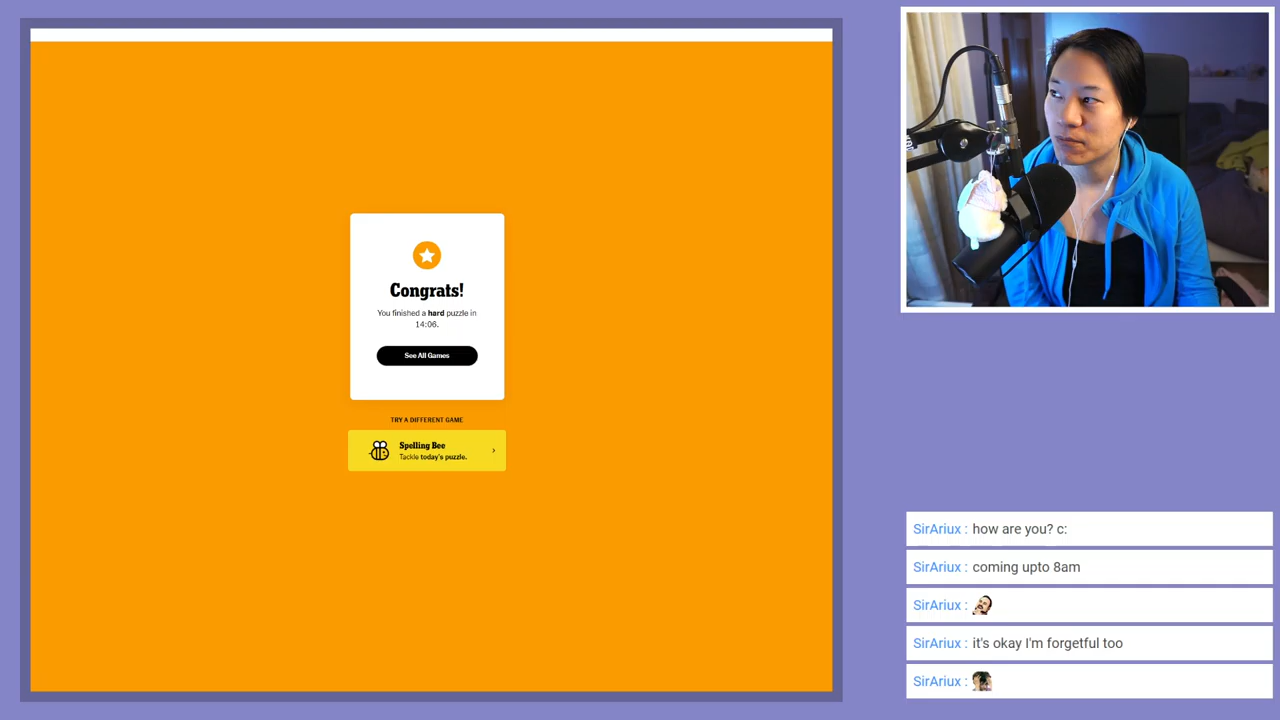 Congrats!
You finished a hard puzzle in
14:06.
See All Games
TRY A DIFFERENT GAME
Spelling Bee
Tackle today's puzzle.
SirAriux : how are you? c:
SirAriux : coming upto 8am
SirAriux :
SirAriux : it's okay I'm forgetful too
SirAriux :